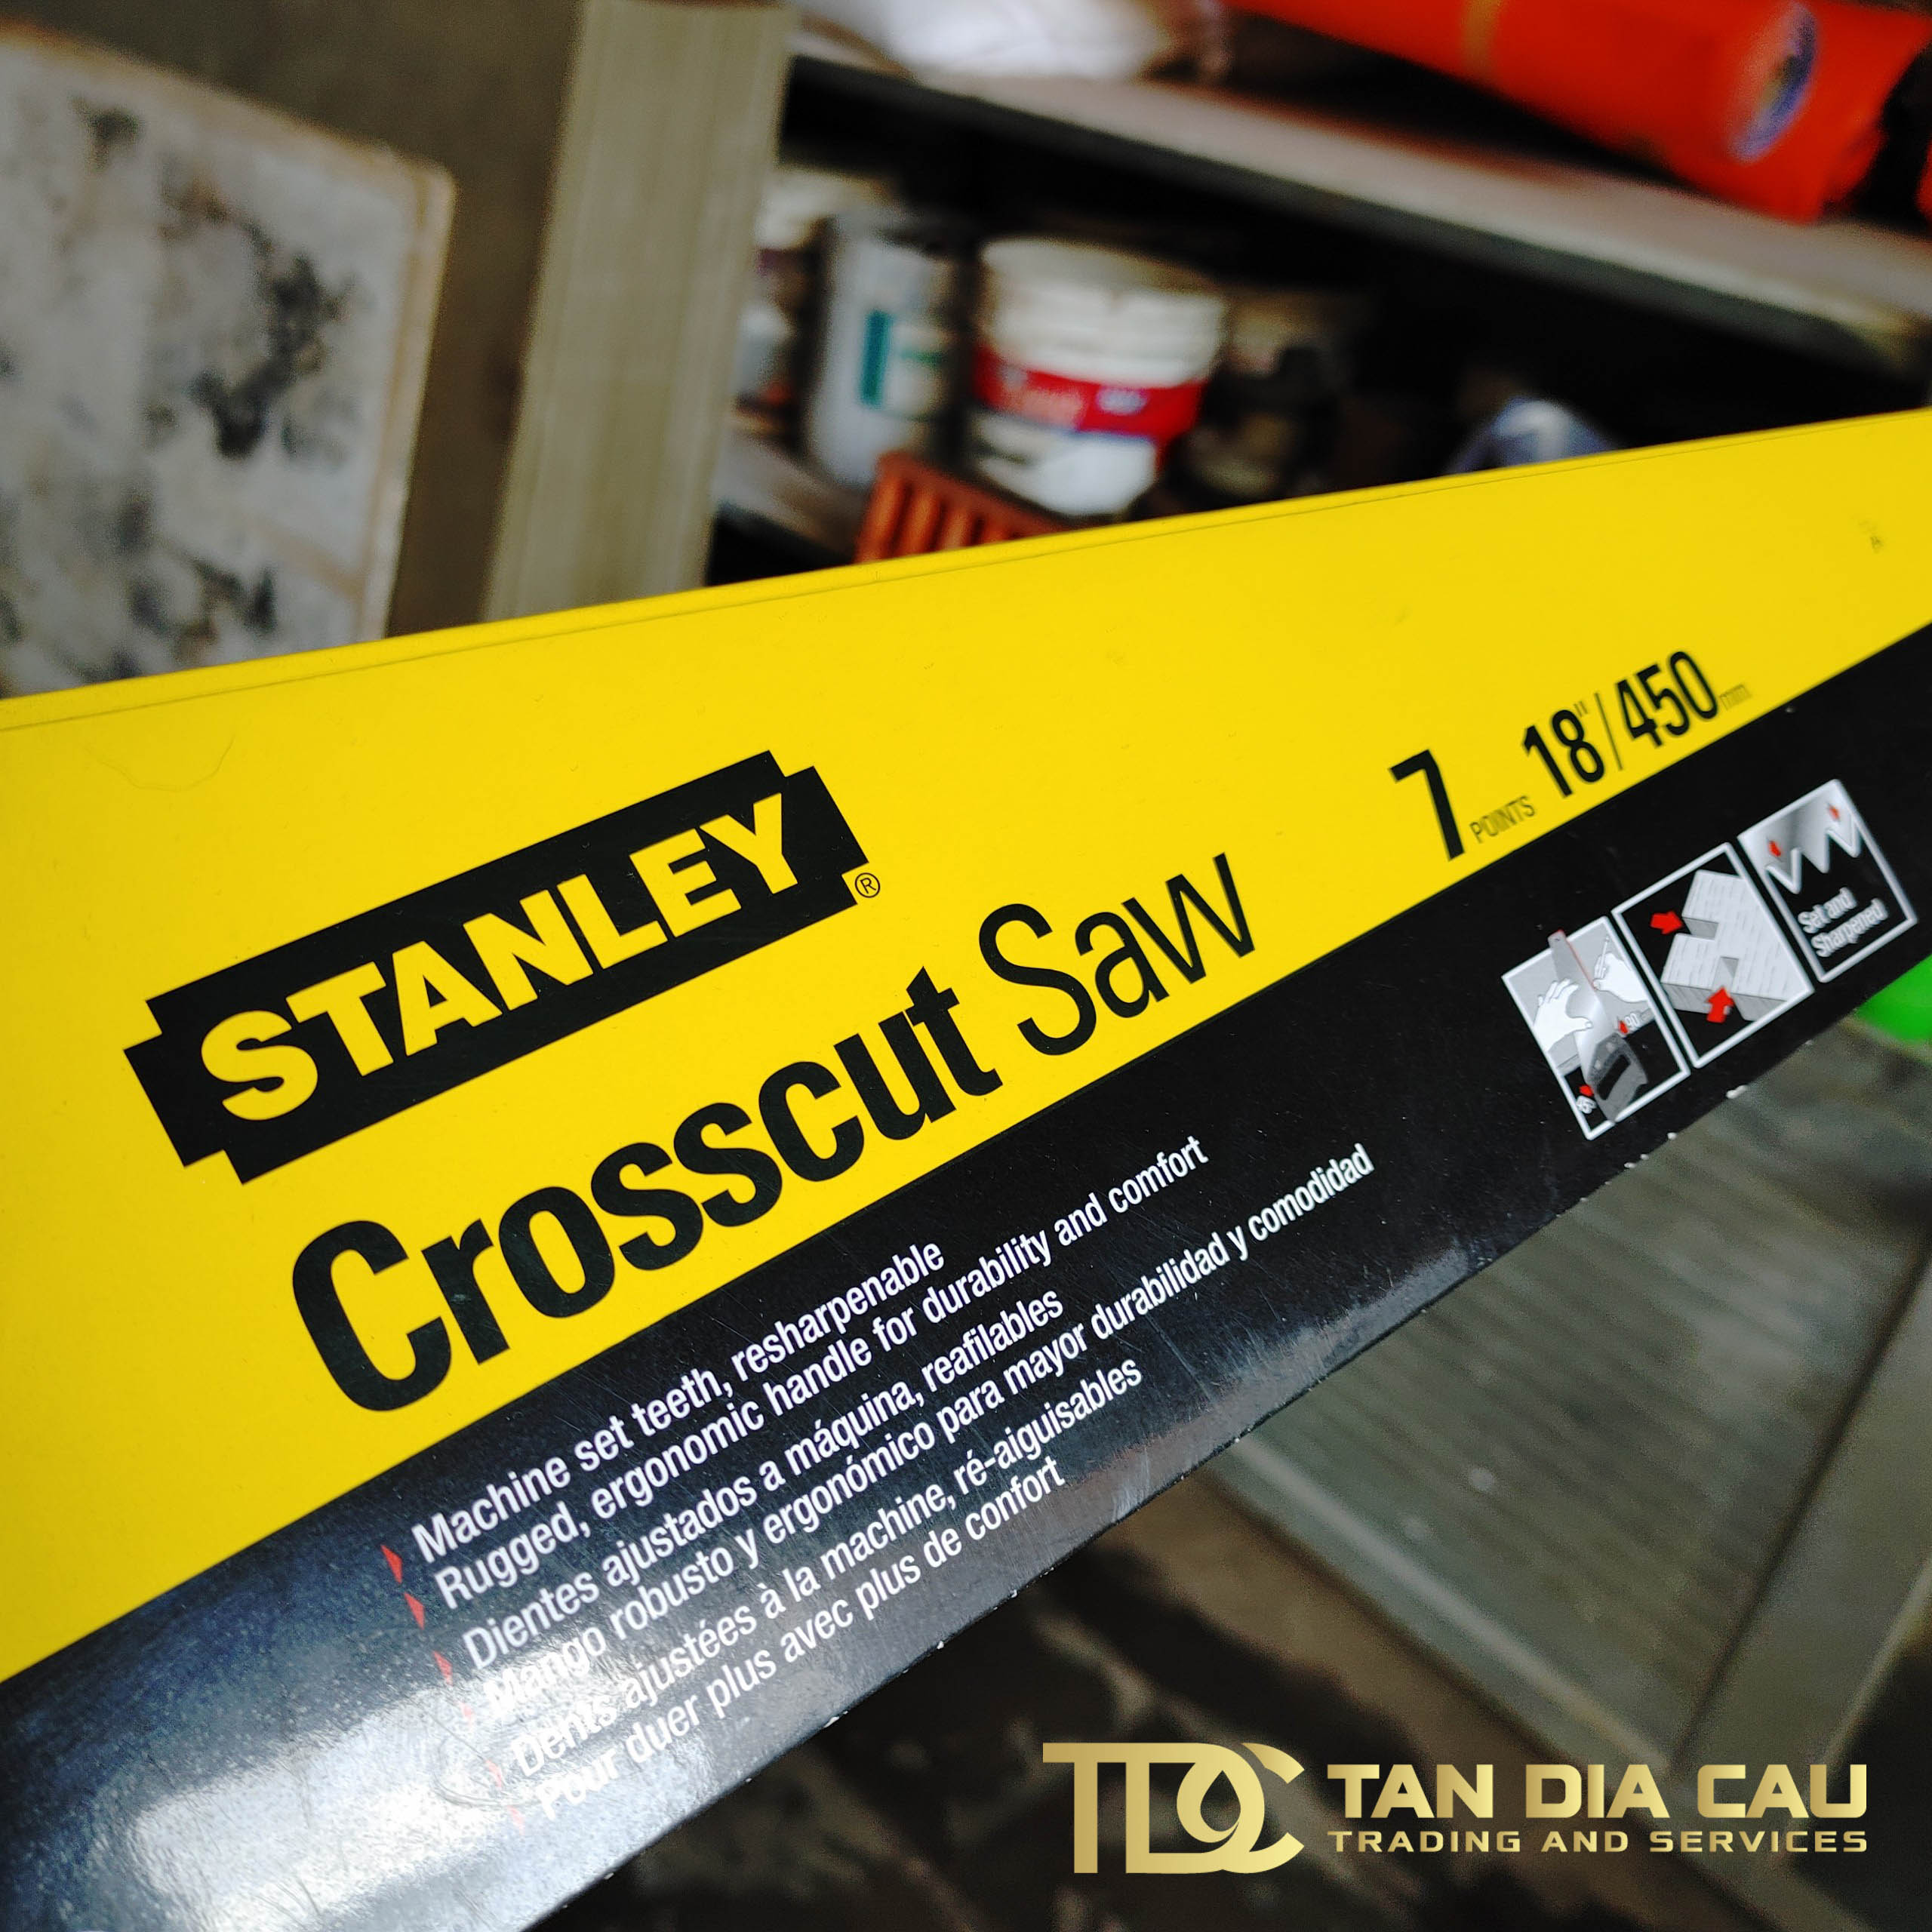 STANLEY®
Crosscut Saw
7 POINTS 18"/450 mm
Set and
Sharpened
Machine set teeth, resharpenable
Rugged, ergonomic handle for durability and comfort
Dientes ajustados a máquina, reafilables
Mango robusto y ergonómico para mayor durabilidad y comodidad
Dents ajustées à la machine, ré-aiguisables
Pour duer plus avec plus de confort
TDC TAN DIA CAU
TRADING AND SERVICES